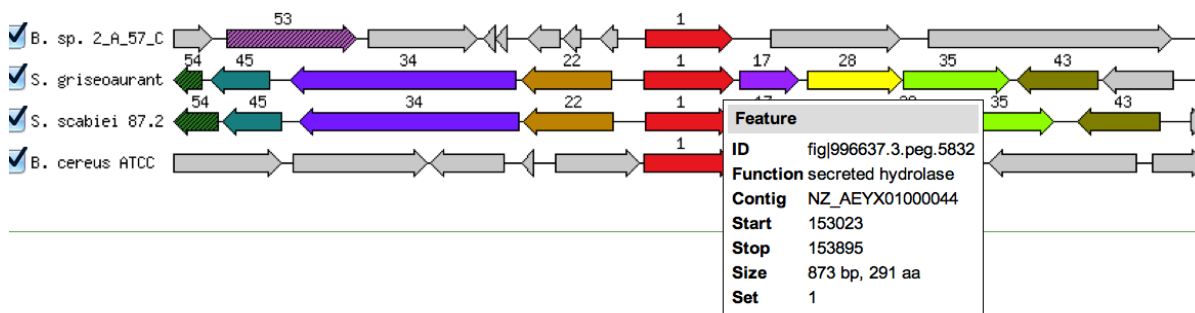 53 1
B. sp. 2_A_57_C
54 45 34 22 1 17 28 35 43
S. griseoaurant
54 45 34 22 1 17 35 43
S. scabiei 87.2
1
B. cereus ATCC
Feature
ID fig|996637.3.peg.5832
Function secreted hydrolase
Contig NZ_AEYX01000044
Start 153023
Stop 153895
Size 873 bp, 291 aa
Set 1